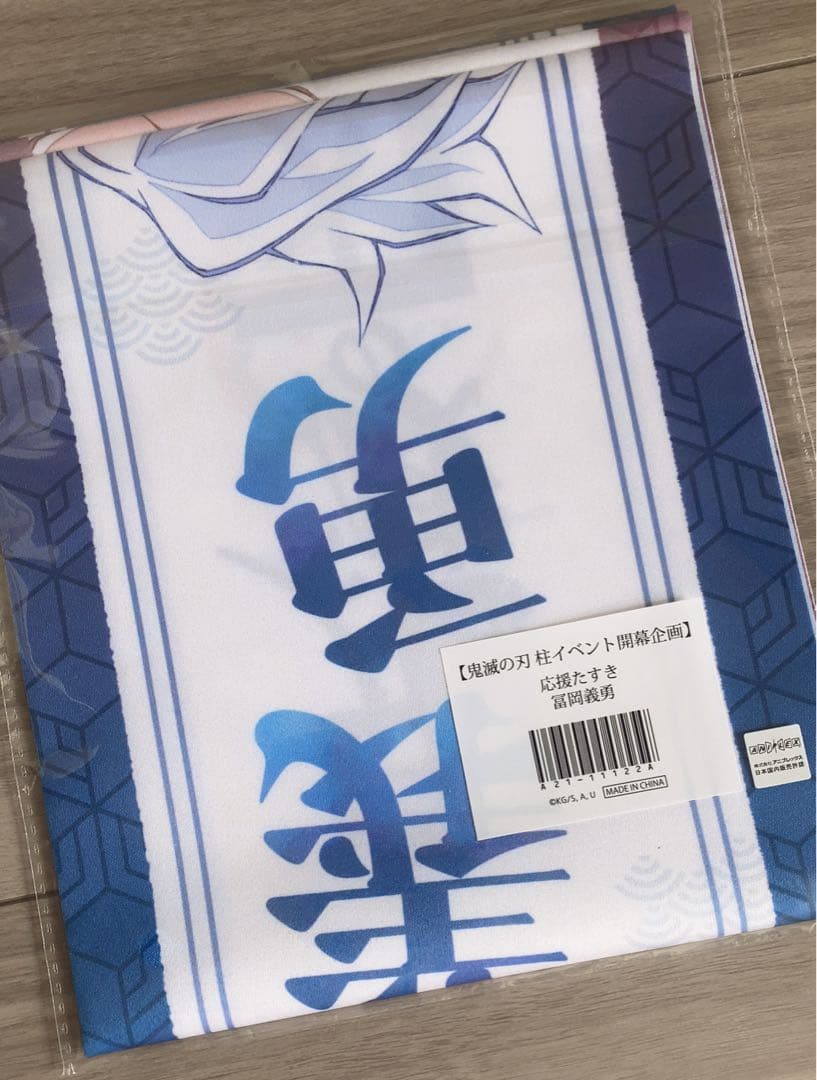 義
勇
【鬼滅の刃 柱イベント開幕企画】
応援たすき
冨岡義勇
A21-11122A
©KG/S, A, U MADE IN CHINA
ANIPLEX
株式会社アニプレックス
日本国内販売許諾